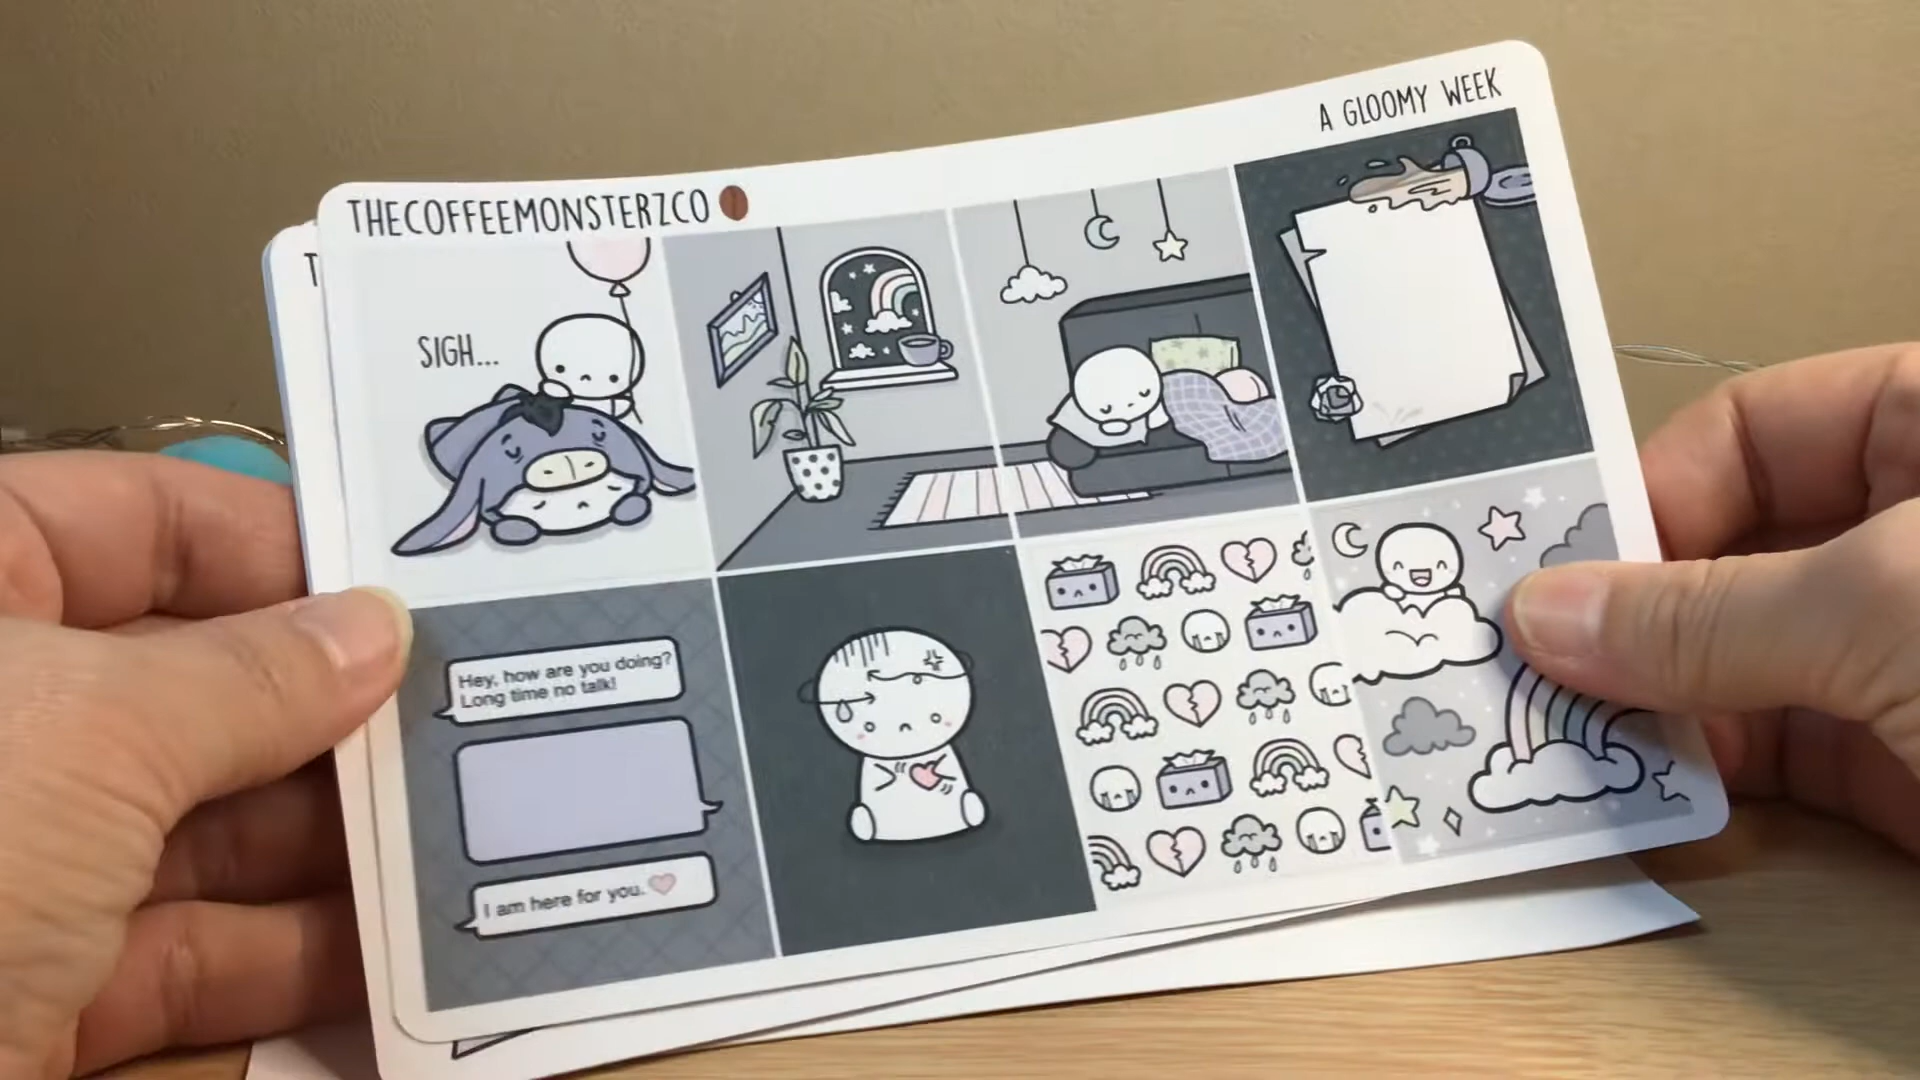 A GLOOMY WEEK
THECOFFEEMONSTERZCO
T
SIGH...
Hey, how are you doing?
Long time no talk!
I am here for you.